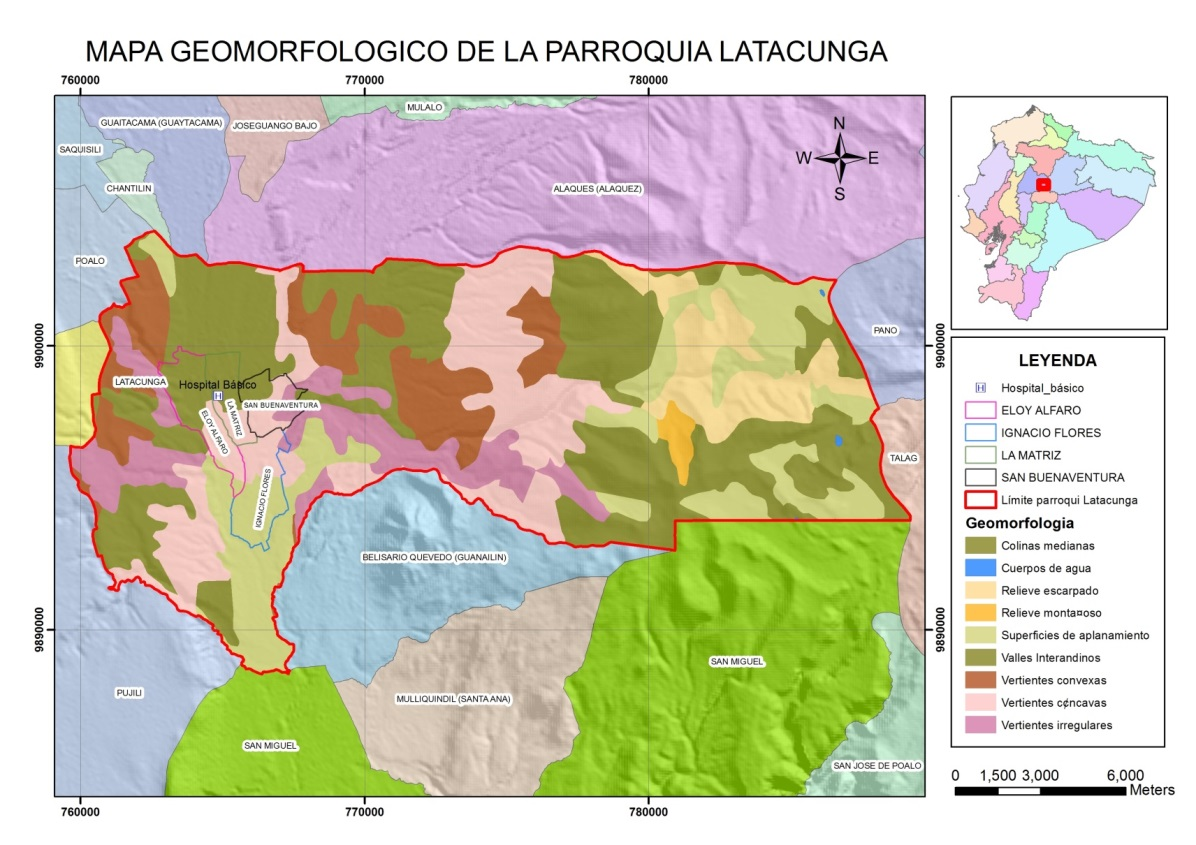 MAPA GEOMORFOLOGICO DE LA PARROQUIA LATACUNGA
760000
770000
780000
MULALO
GUAITACAMA (GUAYTACAMA)
JOSEGUANGO BAJO
SAQUISILI
CHANTILIN
ALAQUES (ALAQUEZ)
N
W
E
S
POALO
9900000
9900000
PANO
LATACUNGA
Hospital Básico
H
SAN BUENAVENTURA
LA MATRIZ
ELOY ALFARO
IGNACIO FLORES
TALAG
BELISARIO QUEVEDO (GUANAILIN)
9890000
9890000
PUJILI
MULLIQUINDIL (SANTA ANA)
SAN MIGUEL
SAN MIGUEL
SAN JOSE DE POALO
760000
770000
780000
LEYENDA
H
Hospital_básico
ELOY ALFARO
IGNACIO FLORES
LA MATRIZ
SAN BUENAVENTURA
Límite parroqui Latacunga
Geomorfologia
Colinas medianas
Cuerpos de agua
Relieve escarpado
Relieve monta¤oso
Superficies de aplanamiento
Valles Interandinos
Vertientes convexas
Vertientes c¢ncavas
Vertientes irregulares
0 1,500 3,000 6,000
Meters